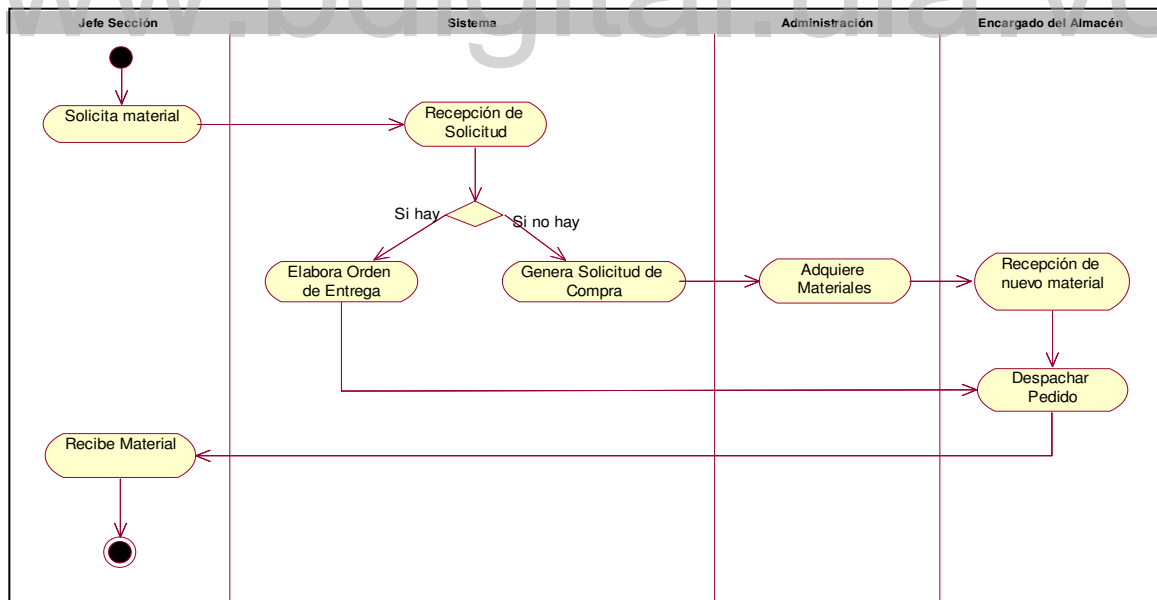 www.bdigital.ula.ve
Jefe Sección
Sistema
Administración
Encargado del Almacén
Solicita material
Recepción de
Solicitud
Si hay
Si no hay
Elabora Orden
de Entrega
Genera Solicitud de
Compra
Adquiere
Materiales
Recepción de
nuevo material
Despachar
Pedido
Recibe Material